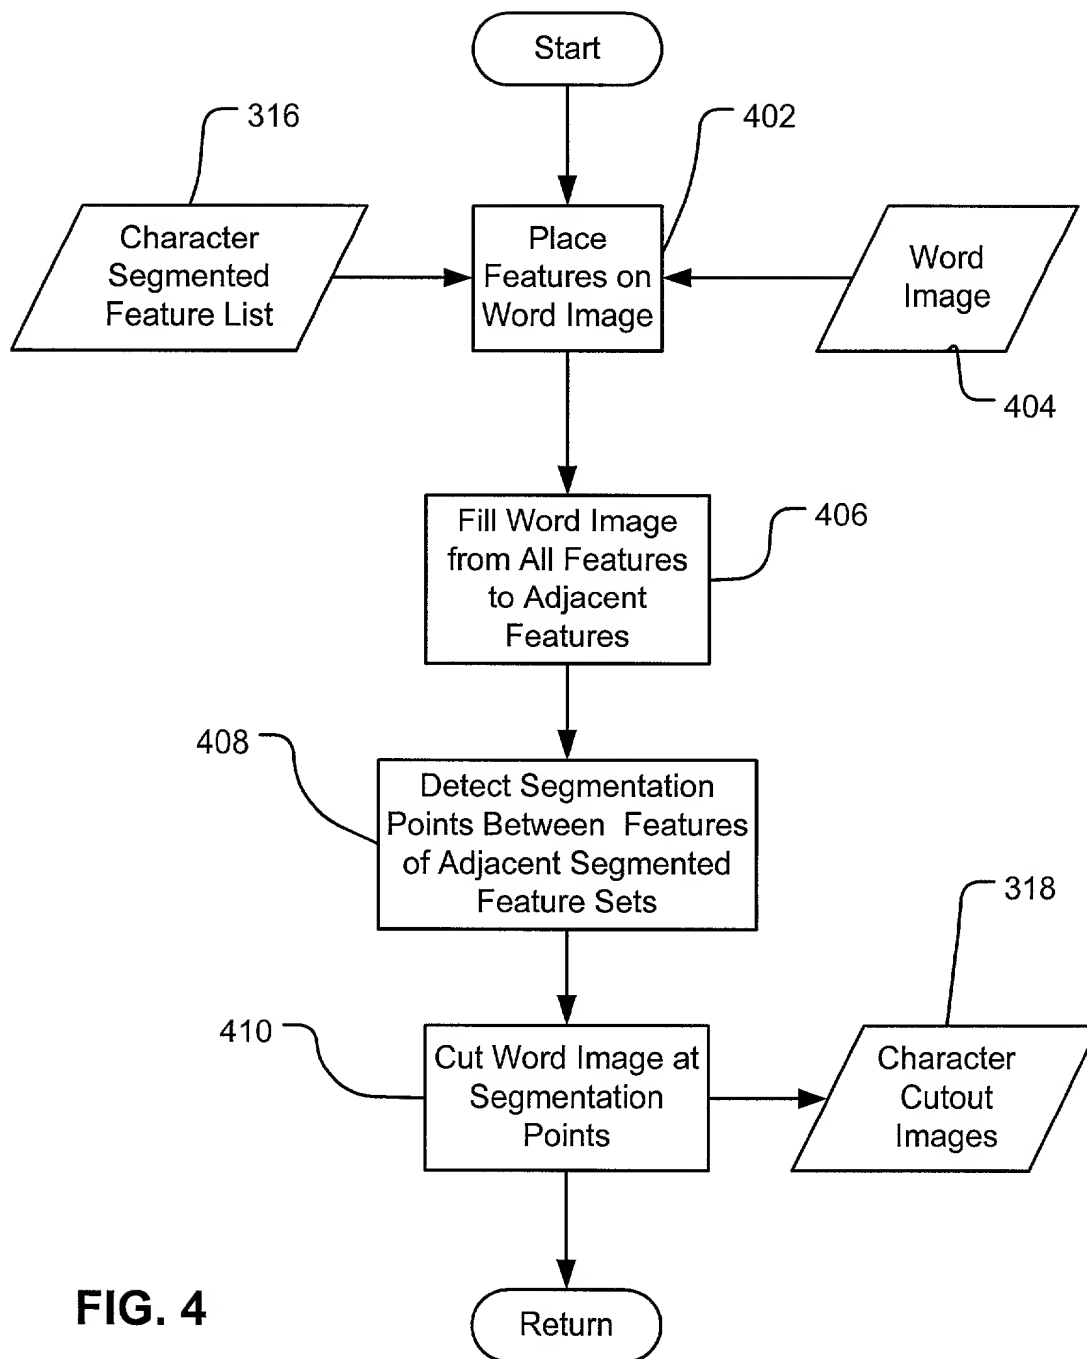 Start
316
402
Character
Segmented
Feature List
Place
Features on
Word Image
Word
Image
404
Fill Word Image
from All Features
to Adjacent
Features
406
408
Detect Segmentation
Points Between Features
of Adjacent Segmented
Feature Sets
318
410
Cut Word Image at
Segmentation
Points
Character
Cutout
Images
FIG. 4
Return